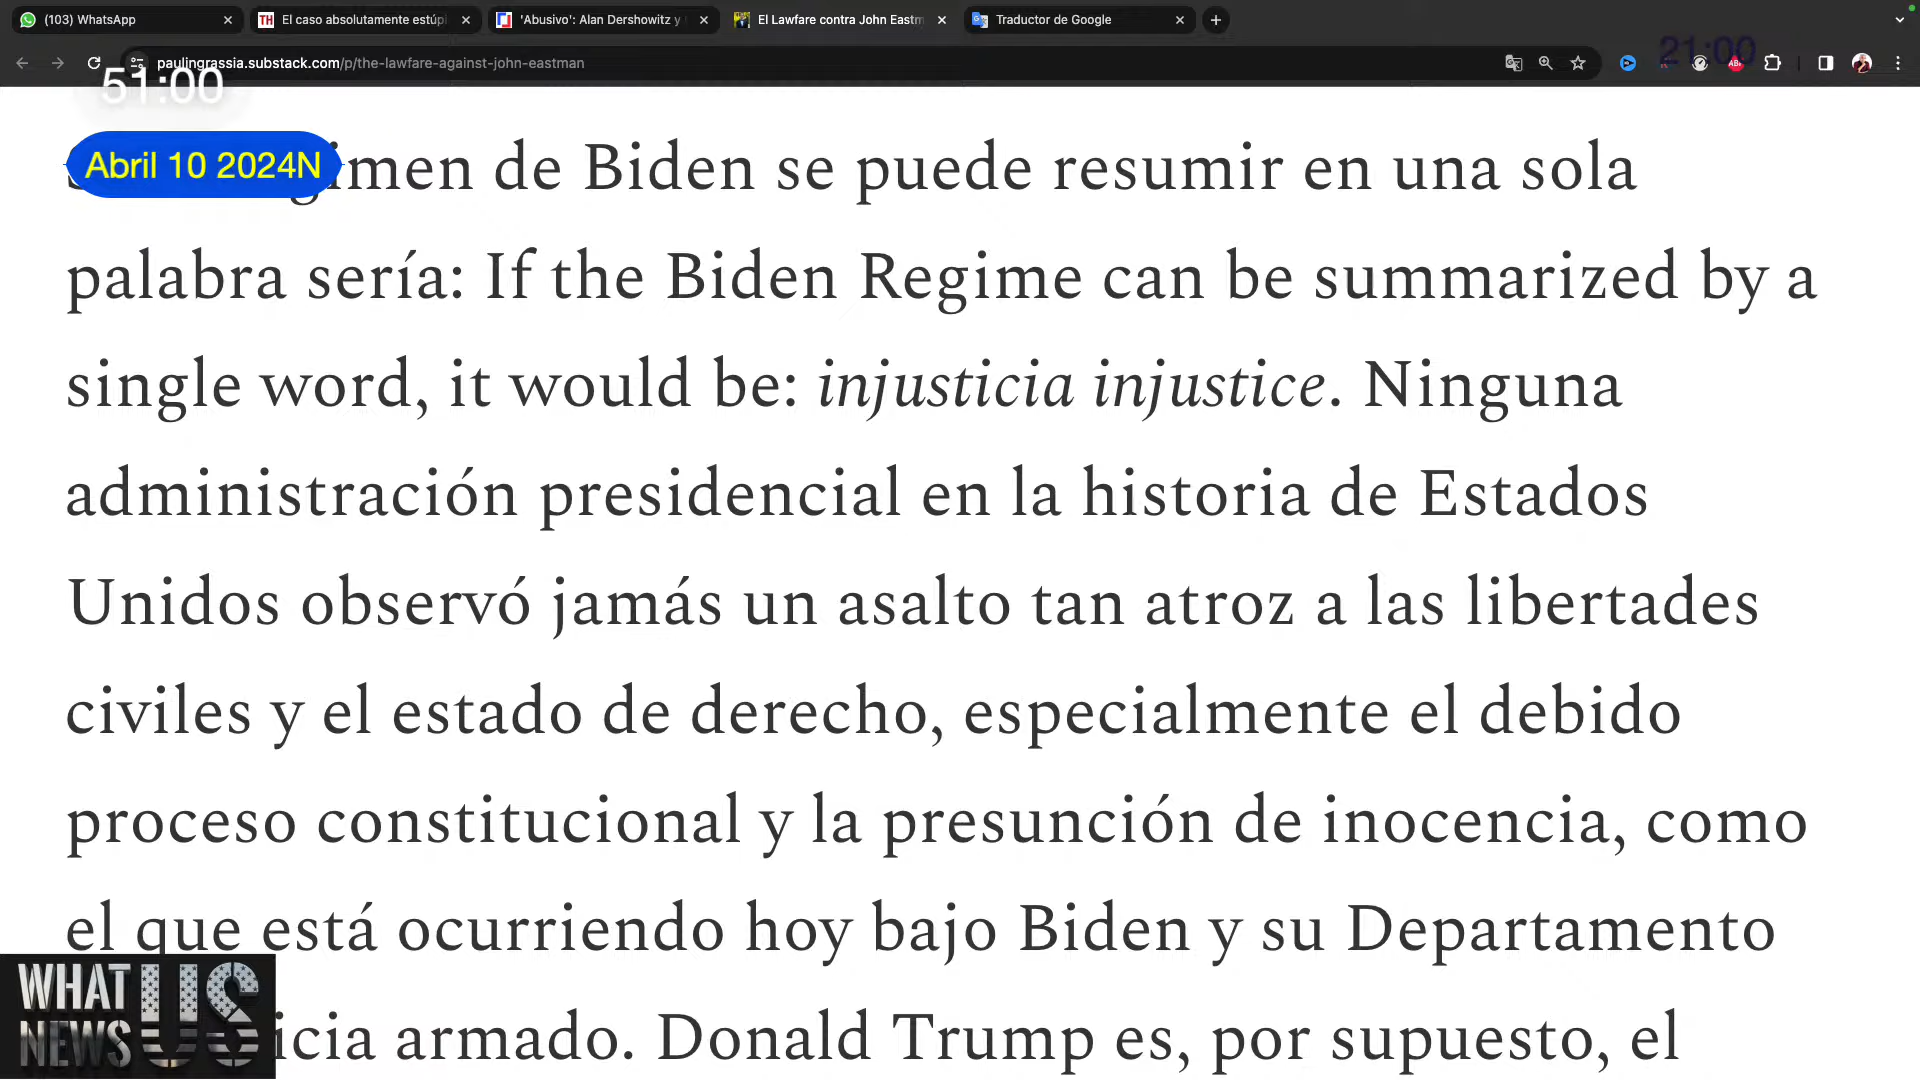 (103) WhatsApp
El caso absolutamente estúpi
'Abusivo': Alan Dershowitz y
El Lawfare contra John Eastm
Traductor de Google
paulingrassia.substack.com/p/the-lawfare-against-john-eastman
21:00
51:00
Abril 10 2024N
imen de Biden se puede resumir en una sola
palabra sería: If the Biden Regime can be summarized by a
single word, it would be: injusticia injustice. Ninguna
administración presidencial en la historia de Estados
Unidos observó jamás un asalto tan atroz a las libertades
civiles y el estado de derecho, especialmente el debido
proceso constitucional y la presunción de inocencia, como
el que está ocurriendo hoy bajo Biden y su Departamento
icia armado. Donald Trump es, por supuesto, el
WHAT
NEWS
US